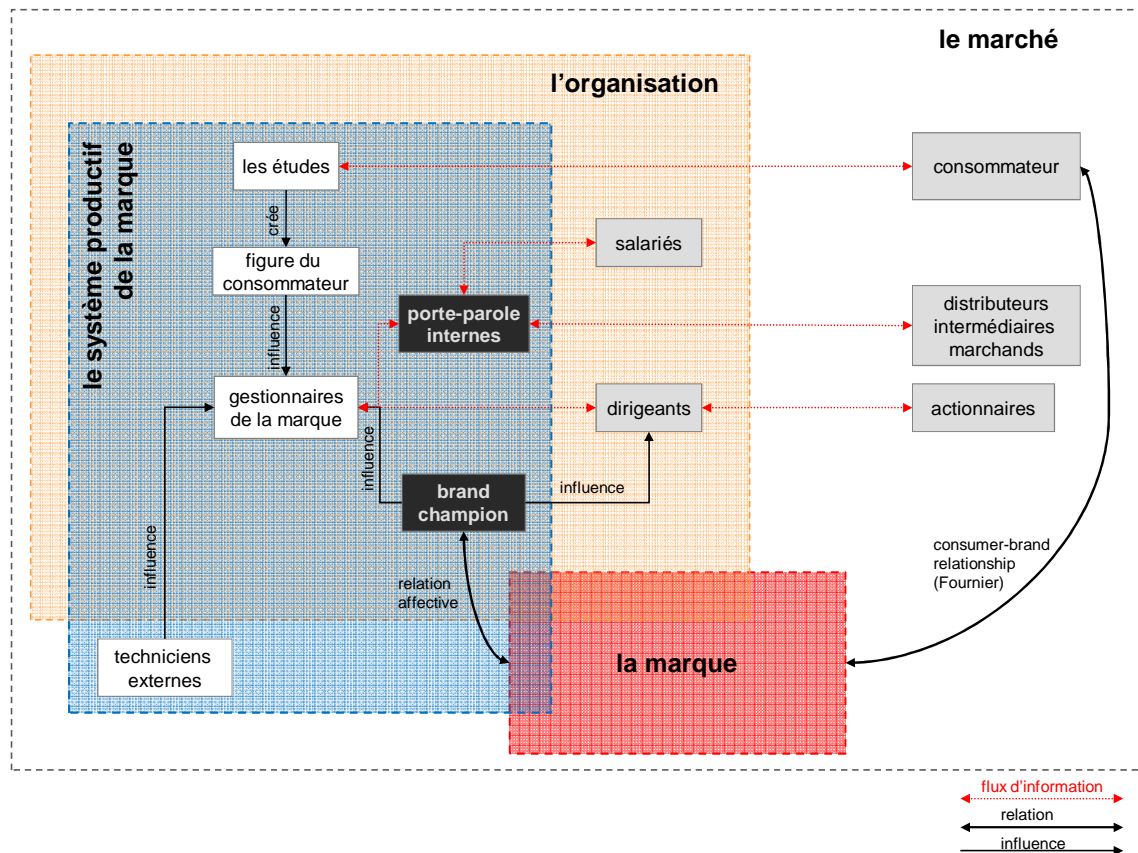 le marché
l'organisation
le système productif
de la marque
les études
consommateur
crée
salariés
figure du
consommateur
porte-parole
internes
distributeurs
intermédiaires
marchands
influence
gestionnaires
de la marque
dirigeants
actionnaires
influence
brand
champion
influence
influence
consumer-brand
relationship
(Fournier)
relation
affective
la marque
techniciens
externes
flux d'information
relation
influence